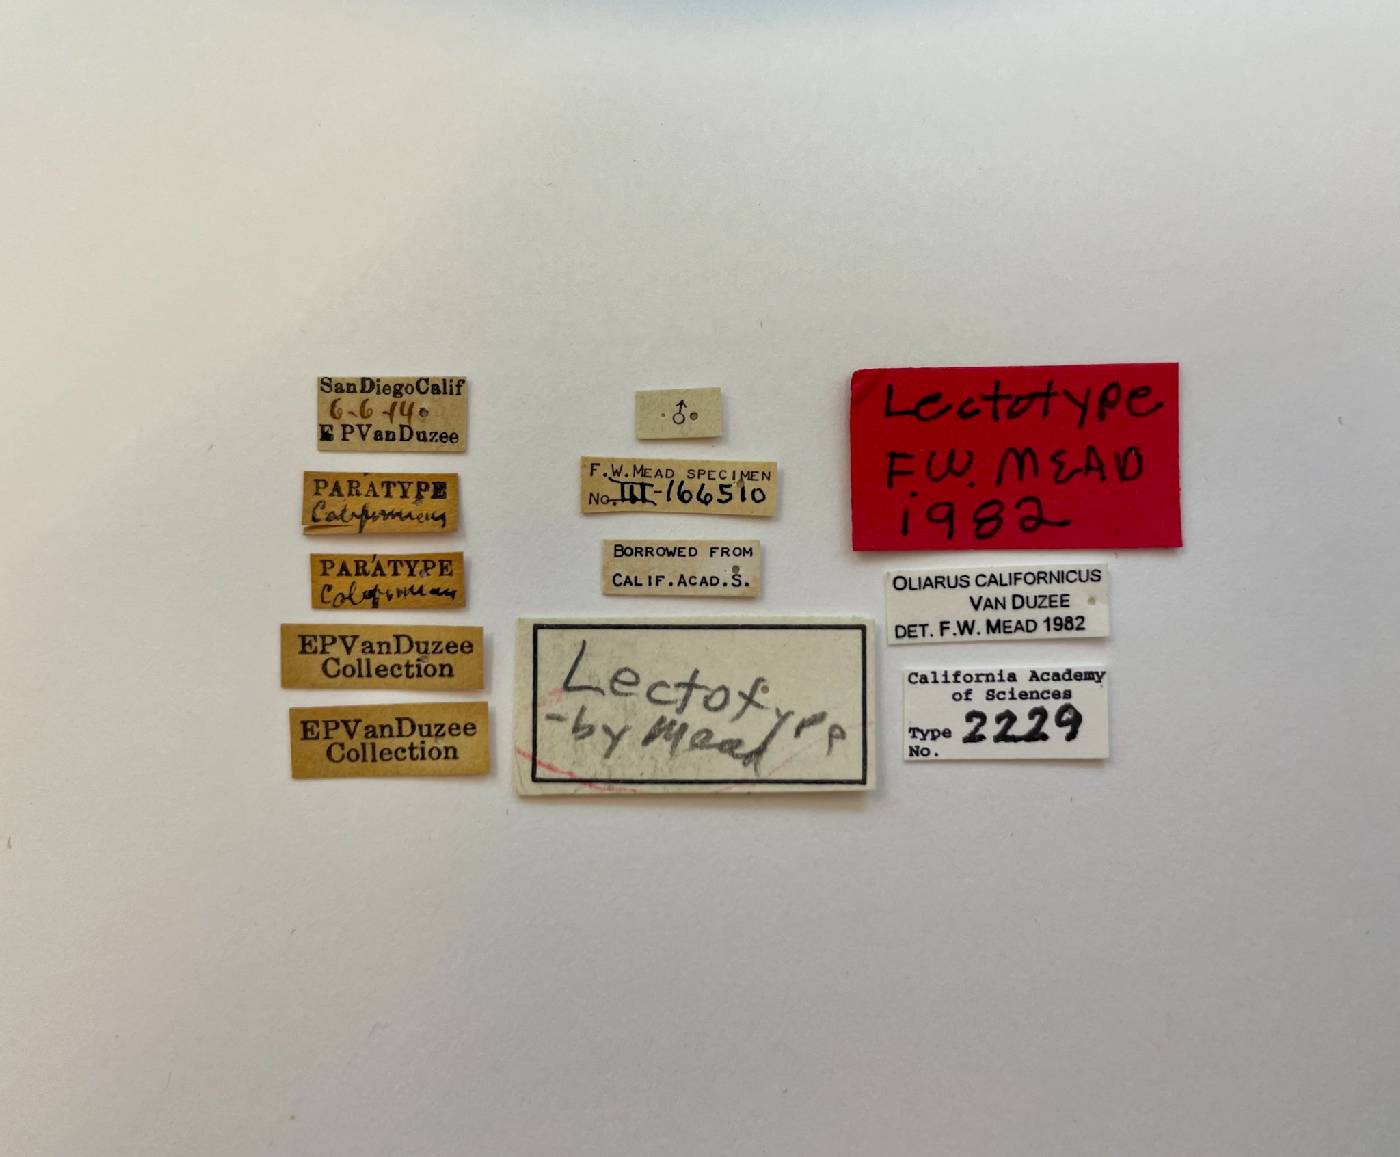 SanDiegoCalif
6-6-14
E PVanDuzee
PARATYPE
Californicus
PARATYPE
Californicus
EPVanDuzee
Collection
EPVanDuzee
Collection
♂
F.W. MEAD SPECIMEN
No. III-166510
BORROWED FROM
CALIF. ACAD. S.
Lectotype
-by Mead
Lectotype
F.W. MEAD
1982
OLIARUS CALIFORNICUS
VAN DUZEE
DET. F.W. MEAD 1982
California Academy
of Sciences
Type
No. 2229